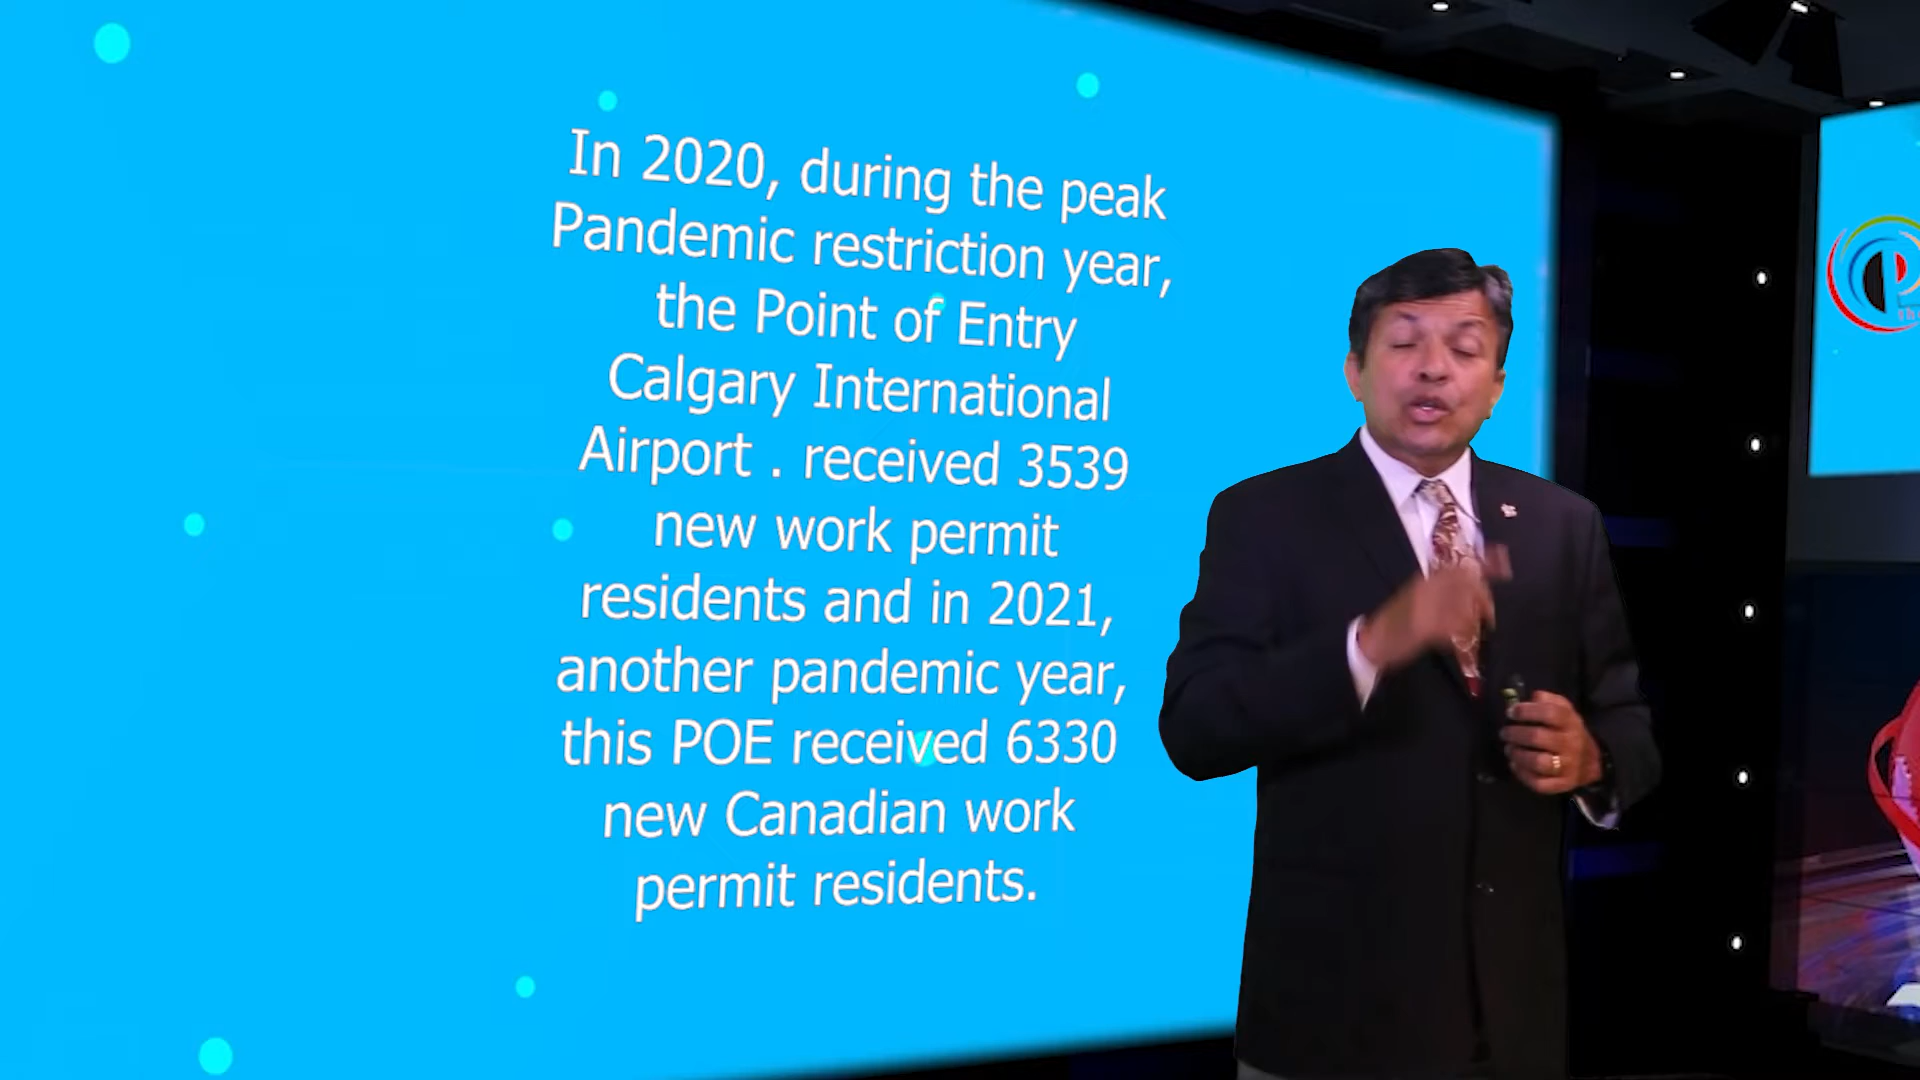 In 2020, during the peak
Pandemic restriction year,
the Point of Entry
Calgary International
Airport . received 3539
new work permit
residents and in 2021,
another pandemic year,
this POE received 6330
new Canadian work
permit residents.